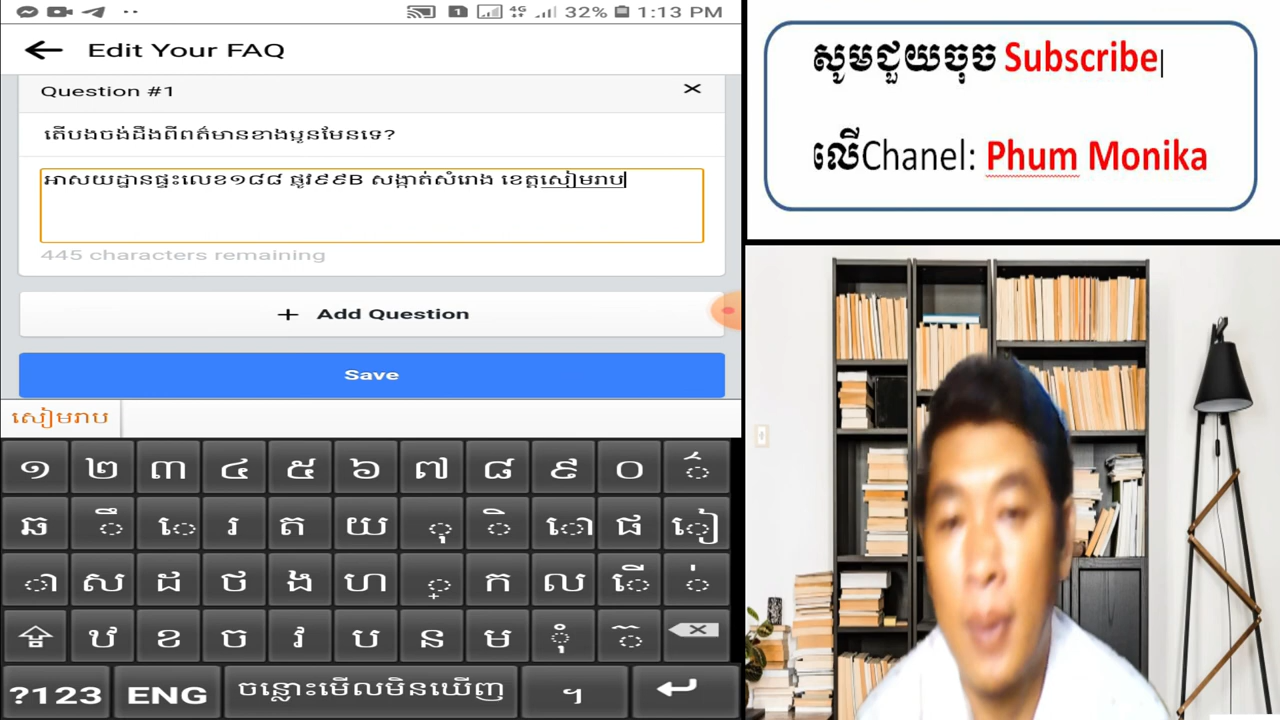 4G 32% 1:13 PM
Edit Your FAQ
Question #1
តើបងចង់ដឹងពីពត៌មានខាងប្អូនមែនទេ?
អាសយដ្ឋានផ្ទះលេខ១៨៨ ផ្លូវ៩៩B សង្កាត់សំរោង ខេត្តសៀមរាប
445 characters remaining
+ Add Question
Save
សៀមរាប
១ ២ ៣ ៤ ៥ ៦ ៧ ៨ ៩ ០ ៌
ឆ ឹ េ រ ត យ ុ ិ ោ ផ ៀ
ា ស ដ ថ ង ហ ្ ក ល ើ ់
ឋ ខ ច វ ប ន ម ុំ ៊
?123 ENG ចន្លោះមើលមិនឃើញ ។
សូមជួយចុច Subscribe
លើChanel: Phum Monika